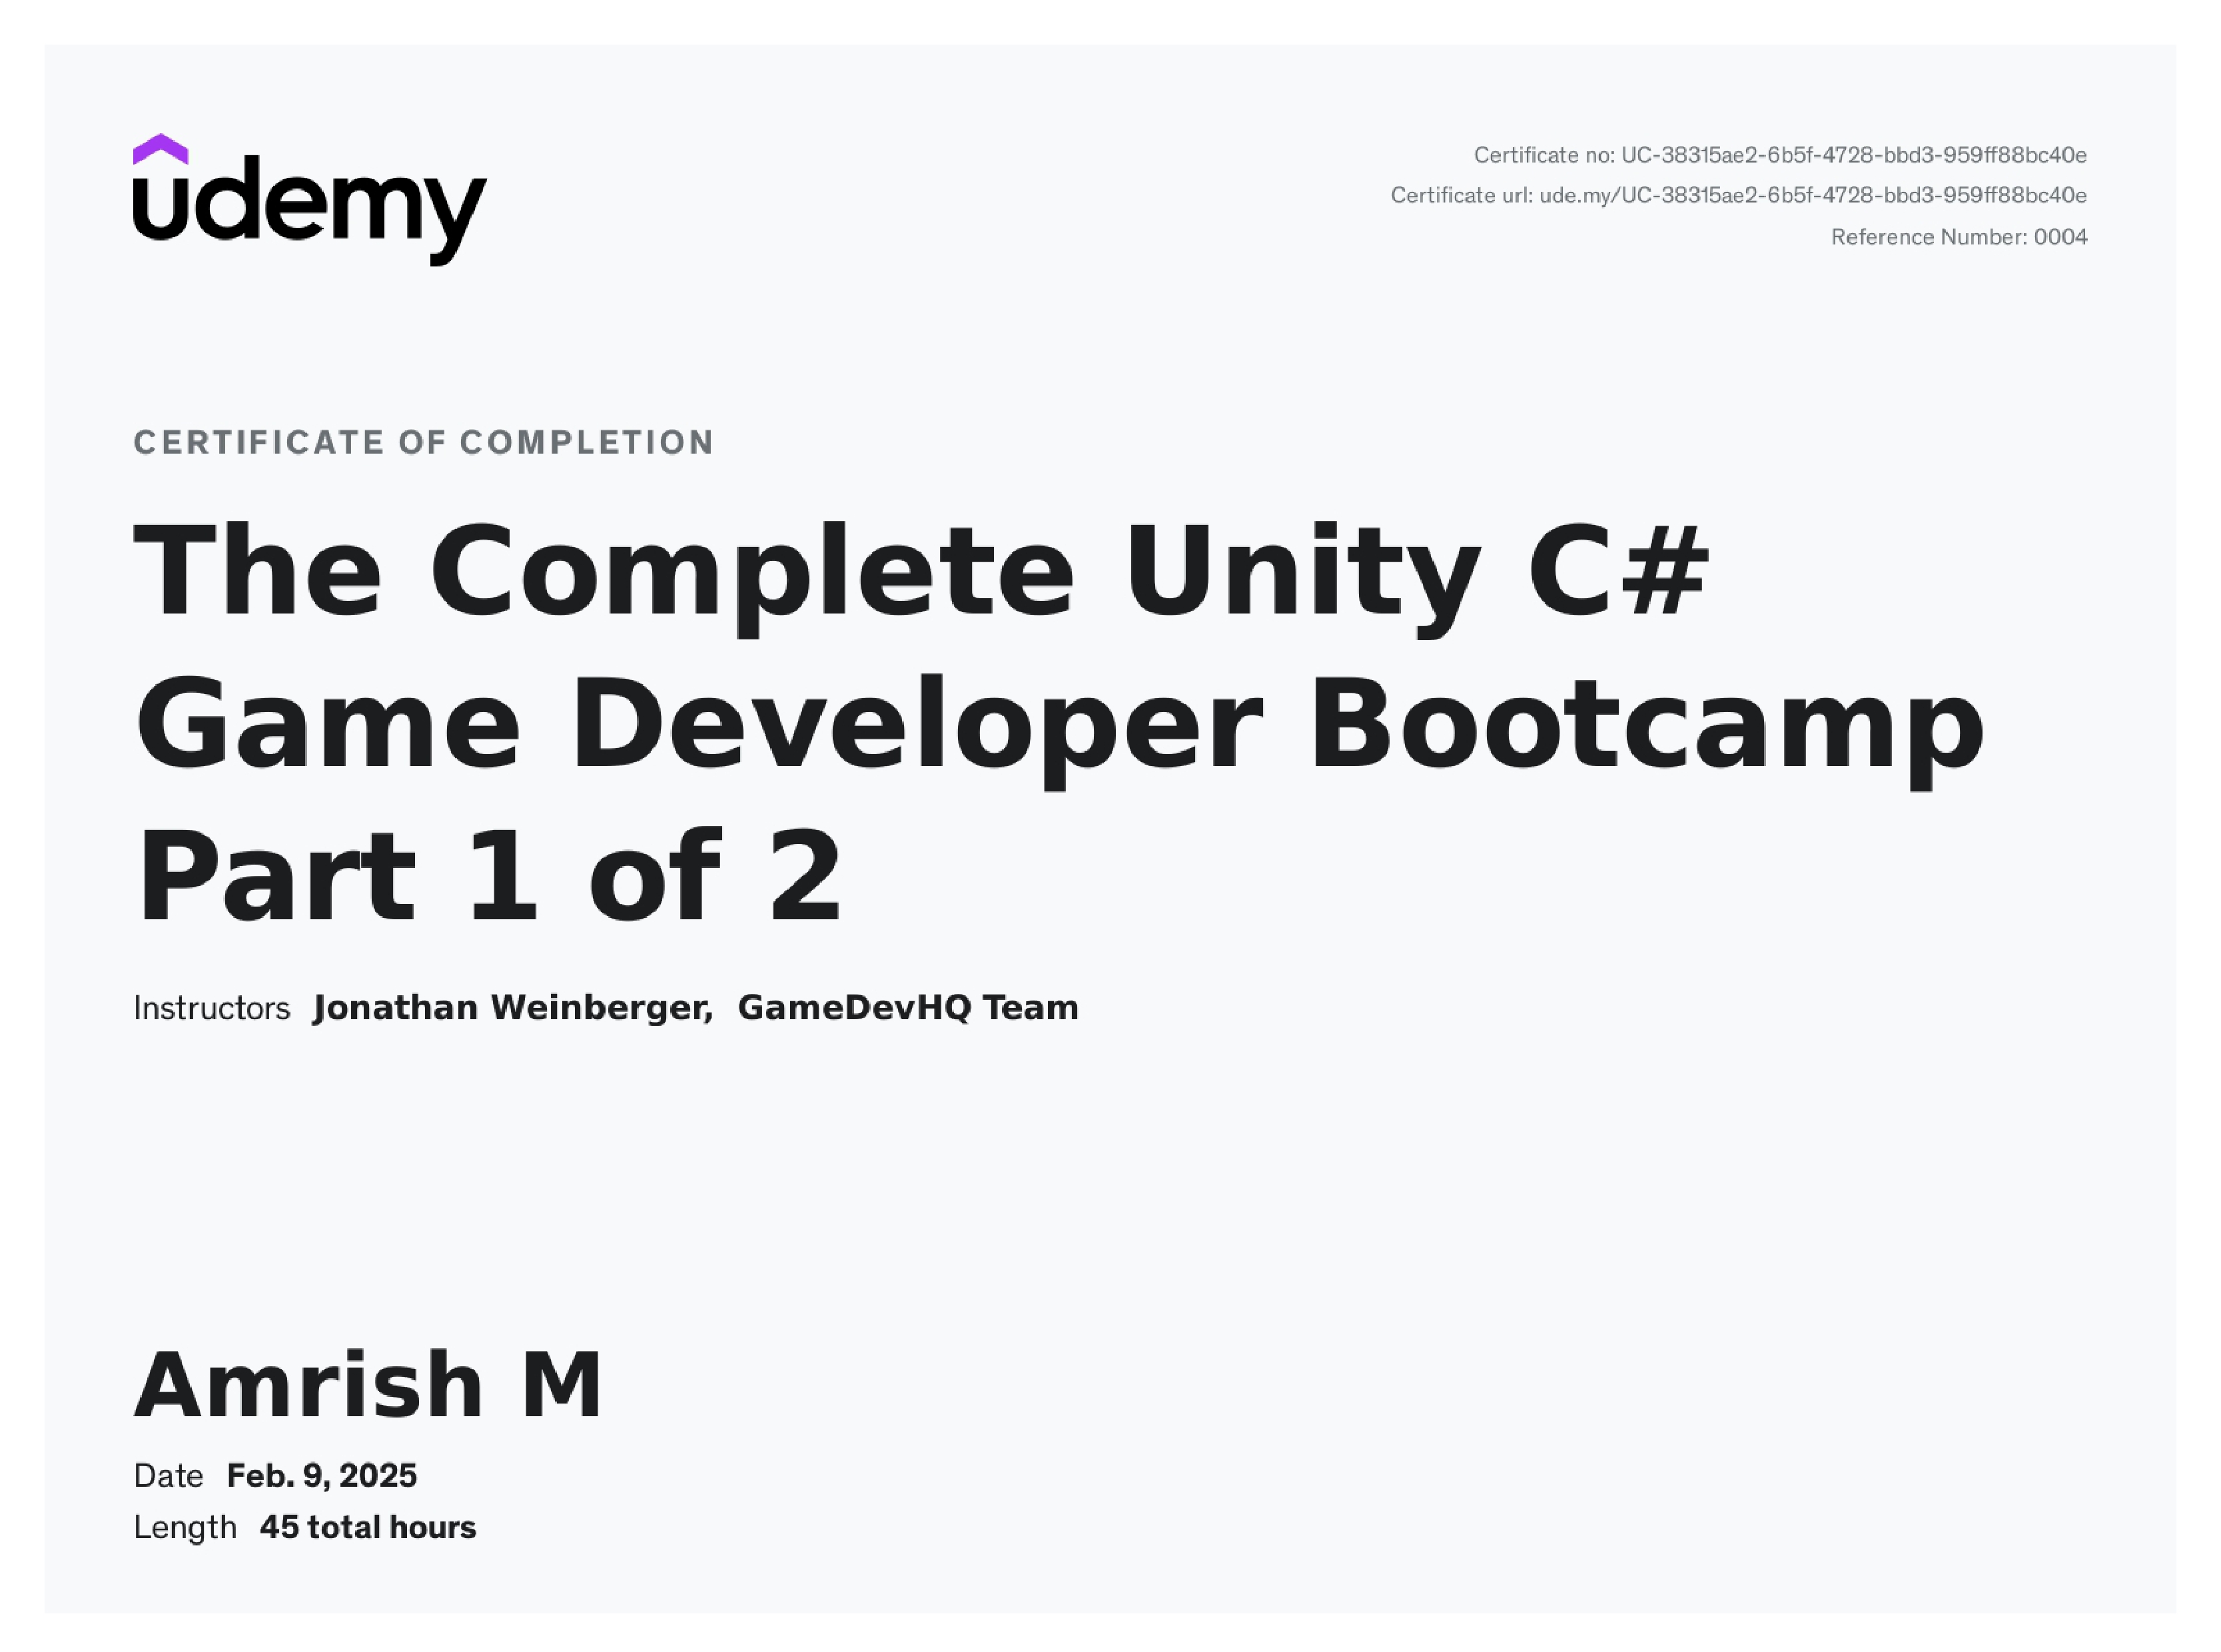 udemy
Certificate no: UC-38315ae2-6b5f-4728-bbd3-959ff88bc40e
Certificate url: ude.my/UC-38315ae2-6b5f-4728-bbd3-959ff88bc40e
Reference Number: 0004
CERTIFICATE OF COMPLETION
The Complete Unity C#
Game Developer Bootcamp
Part 1 of 2
Instructors Jonathan Weinberger, GameDevHQ Team
Amrish M
Date Feb. 9, 2025
Length 45 total hours